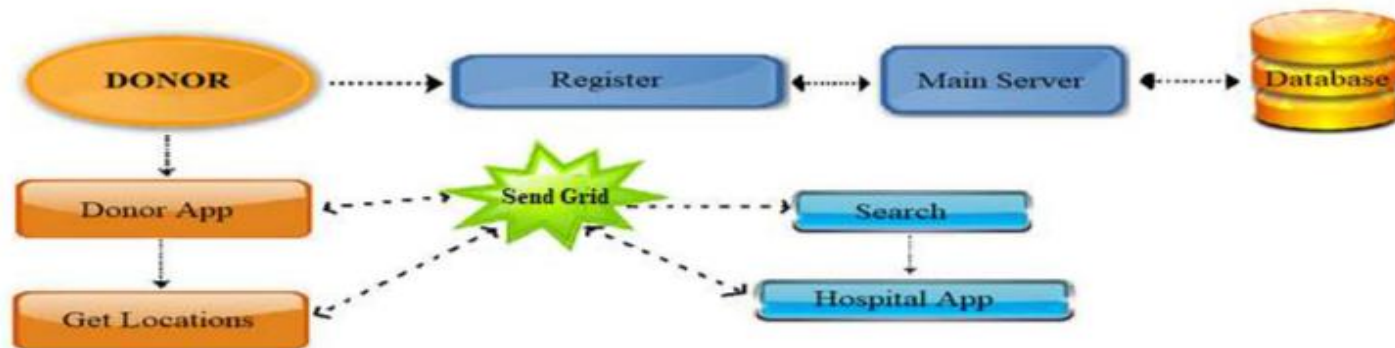 DONOR
Register
Main Server
Database
Donor App
Send Grid
Search
Get Locations
Hospital App